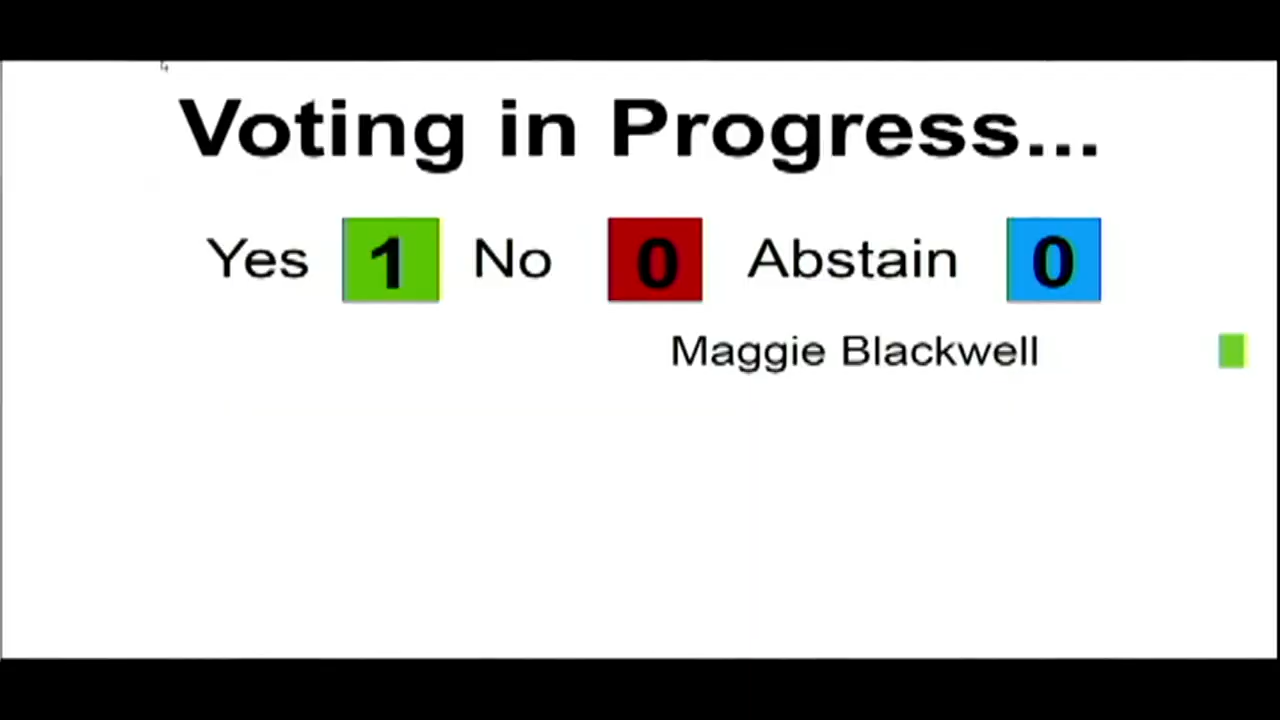 Voting in Progress...
Yes 1 No 0 Abstain 0
Maggie Blackwell